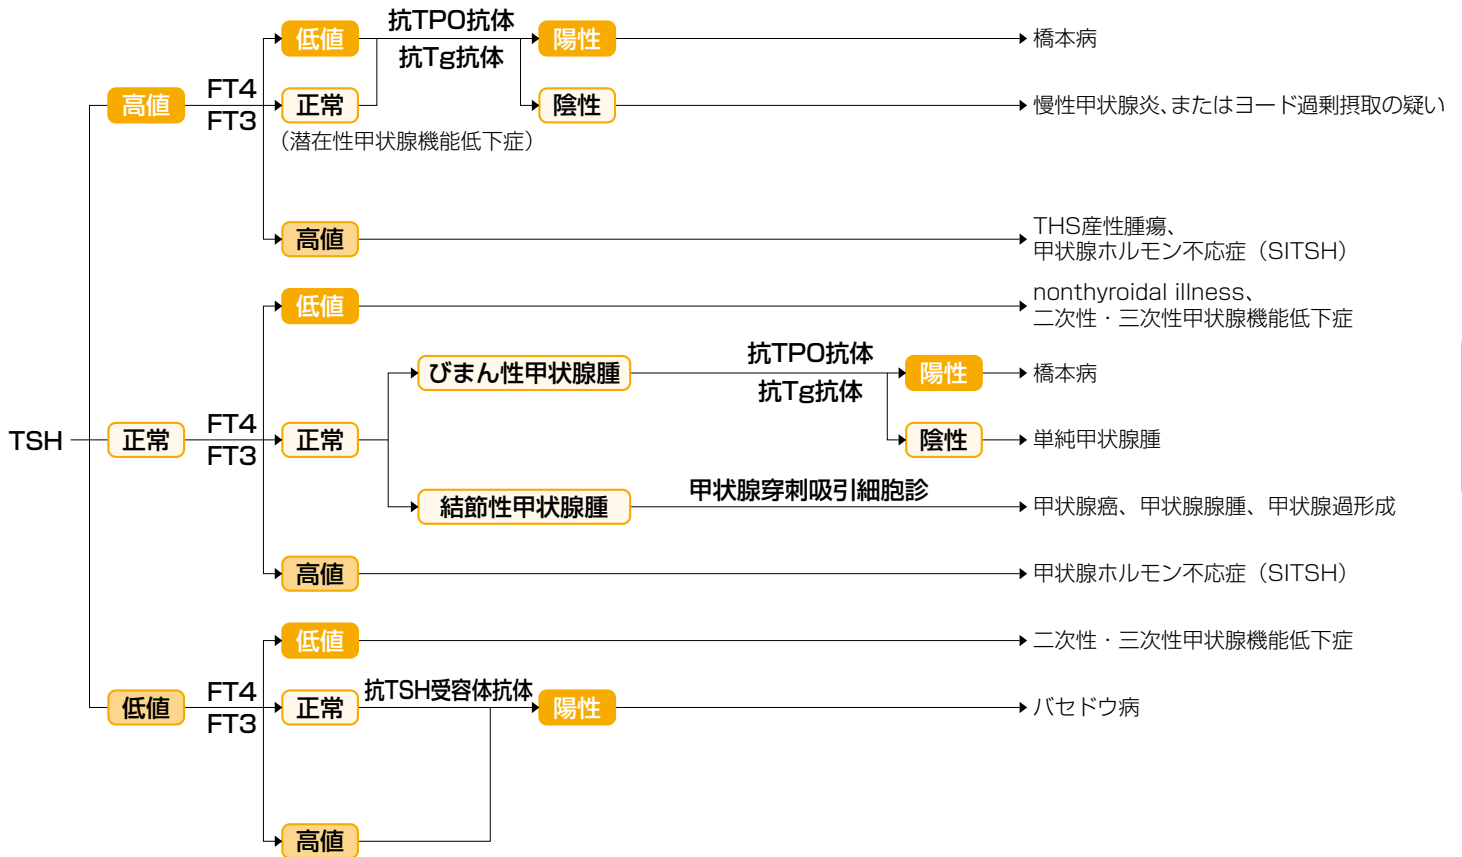 低値
抗TPO抗体
抗Tg抗体
陽性
橋本病
高値
FT4
FT3
正常
陰性
慢性甲状腺炎、またはヨード過剰摂取の疑い
（潜在性甲状腺機能低下症）
高値
THS産性腫瘍、
甲状腺ホルモン不応症（SITSH）
低値
nonthyroidal illness、
二次性・三次性甲状腺機能低下症
びまん性甲状腺腫
抗TPO抗体
抗Tg抗体
陽性
橋本病
TSH
正常
FT4
FT3
正常
陰性
単純甲状腺腫
結節性甲状腺腫
甲状腺穿刺吸引細胞診
甲状腺癌、甲状腺腺腫、甲状腺過形成
高値
甲状腺ホルモン不応症（SITSH）
低値
二次性・三次性甲状腺機能低下症
低値
FT4
FT3
正常
抗TSH受容体抗体
陽性
バセドウ病
高値